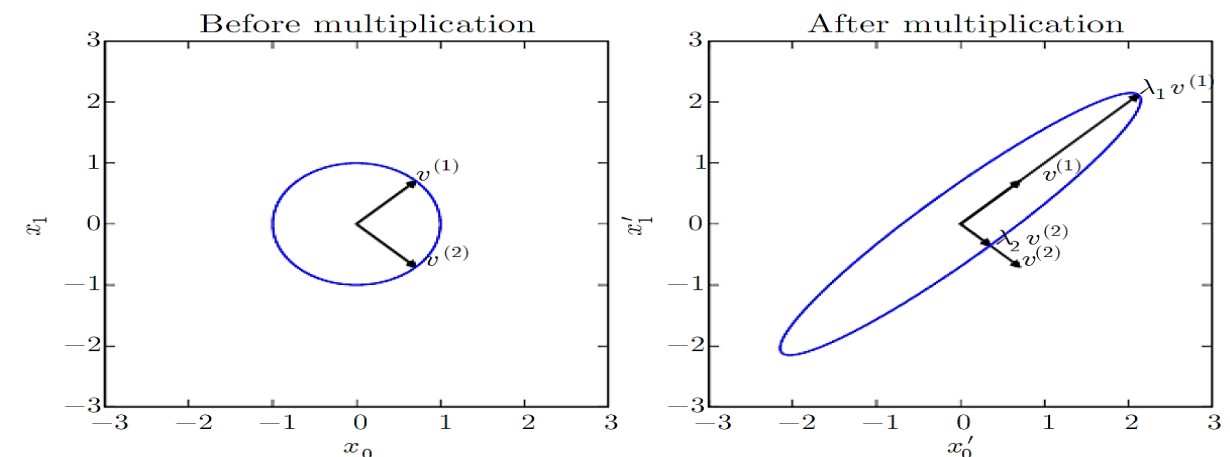 Before multiplication
3
2
1
0
−1
−2
−3
x₁
v⁽¹⁾
v⁽²⁾
−3 −2 −1 0 1 2 3
x₀
After multiplication
3
2
1
0
−1
−2
−3
x′₁
λ₁ v⁽¹⁾
v⁽¹⁾
λ₂ v⁽²⁾
v⁽²⁾
−3 −2 −1 0 1 2 3
x′₀